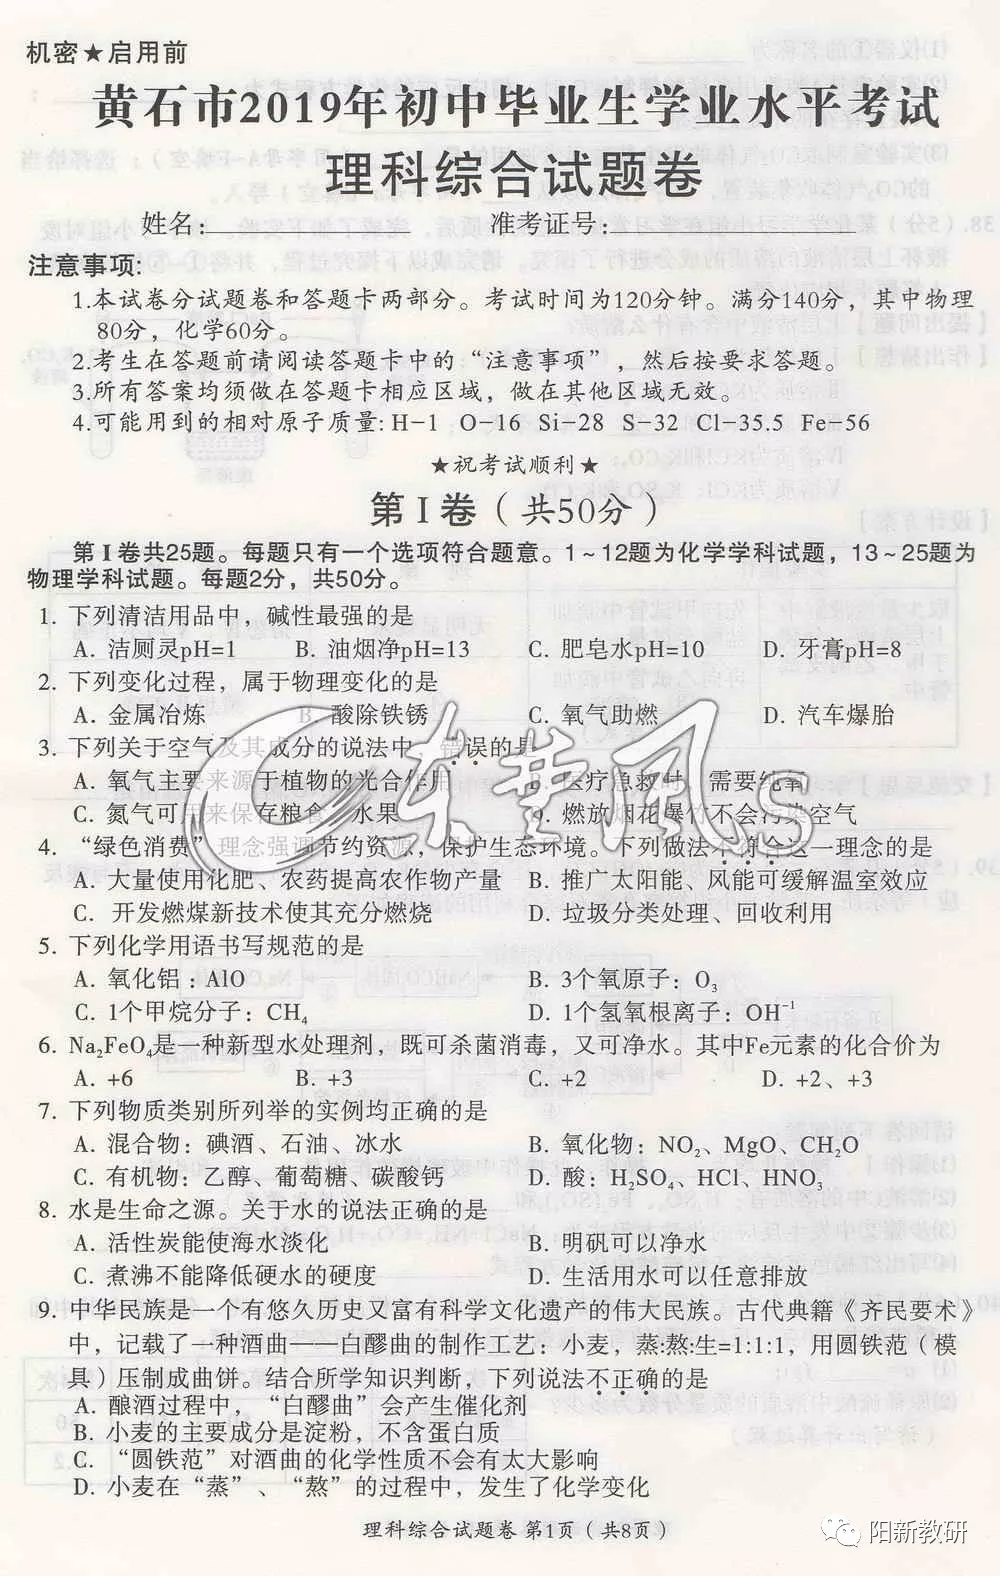 机密★启用前
黄石市2019年初中毕业生学业水平考试
理科综合试题卷
姓名: 准考证号:
注意事项:
1.本试卷分试题卷和答题卡两部分。考试时间为120分钟。满分140分，其中物理
80分，化学60分。
2.考生在答题前请阅读答题卡中的“注意事项”，然后按要求答题。
3.所有答案均须做在答题卡相应区域，做在其他区域无效。
4.可能用到的相对原子质量: H-1 O-16 Si-28 S-32 Cl-35.5 Fe-56
★祝考试顺利★
第Ⅰ卷（共50分）
第Ⅰ卷共25题。每题只有一个选项符合题意。1～12题为化学学科试题，13～25题为
物理学科试题。每题2分，共50分。
1. 下列清洁用品中，碱性最强的是
A. 洁厕灵pH=1 B. 油烟净pH=13 C. 肥皂水pH=10 D. 牙膏pH=8
2. 下列变化过程，属于物理变化的是
A. 金属冶炼 B. 酸除铁锈 C. 氧气助燃 D. 汽车爆胎
3. 下列关于空气及其成分的说法中，错误的是
A. 氧气主要来源于植物的光合作用 B. 医疗急救时，需要纯氧
C. 氮气可用来保存粮食、水果 D. 燃放烟花爆竹不会污染空气
4. “绿色消费”理念强调节约资源，保护生态环境。下列做法不符合这一理念的是
A. 大量使用化肥、农药提高农作物产量 B. 推广太阳能、风能可缓解温室效应
C. 开发燃煤新技术使其充分燃烧 D. 垃圾分类处理、回收利用
5. 下列化学用语书写规范的是
A. 氧化铝：AlO B. 3个氧原子：O₃
C. 1个甲烷分子：CH₄ D. 1个氢氧根离子：OH⁻¹
6. Na₂FeO₄是一种新型水处理剂，既可杀菌消毒，又可净水。其中Fe元素的化合价为
A. +6 B. +3 C. +2 D. +2、+3
7. 下列物质类别所列举的实例均正确的是
A. 混合物：碘酒、石油、冰水 B. 氧化物：NO₂、MgO、CH₂O
C. 有机物：乙醇、葡萄糖、碳酸钙 D. 酸：H₂SO₄、HCl、HNO₃
8. 水是生命之源。关于水的说法正确的是
A. 活性炭能使海水淡化 B. 明矾可以净水
C. 煮沸不能降低硬水的硬度 D. 生活用水可以任意排放
9. 中华民族是一个有悠久历史又富有科学文化遗产的伟大民族。古代典籍《齐民要术》
中，记载了一种酒曲——白醪曲的制作工艺：小麦，蒸:熬:生=1:1:1，用圆铁范（模
具）压制成曲饼。结合所学知识判断，下列说法不正确的是
A. 酿酒过程中，“白醪曲”会产生催化剂
B. 小麦的主要成分是淀粉，不含蛋白质
C. “圆铁范”对酒曲的化学性质不会有太大影响
D. 小麦在“蒸”、“熬”的过程中，发生了化学变化
理科综合试题卷 第1页（共8页）
东楚风S
阳新教研